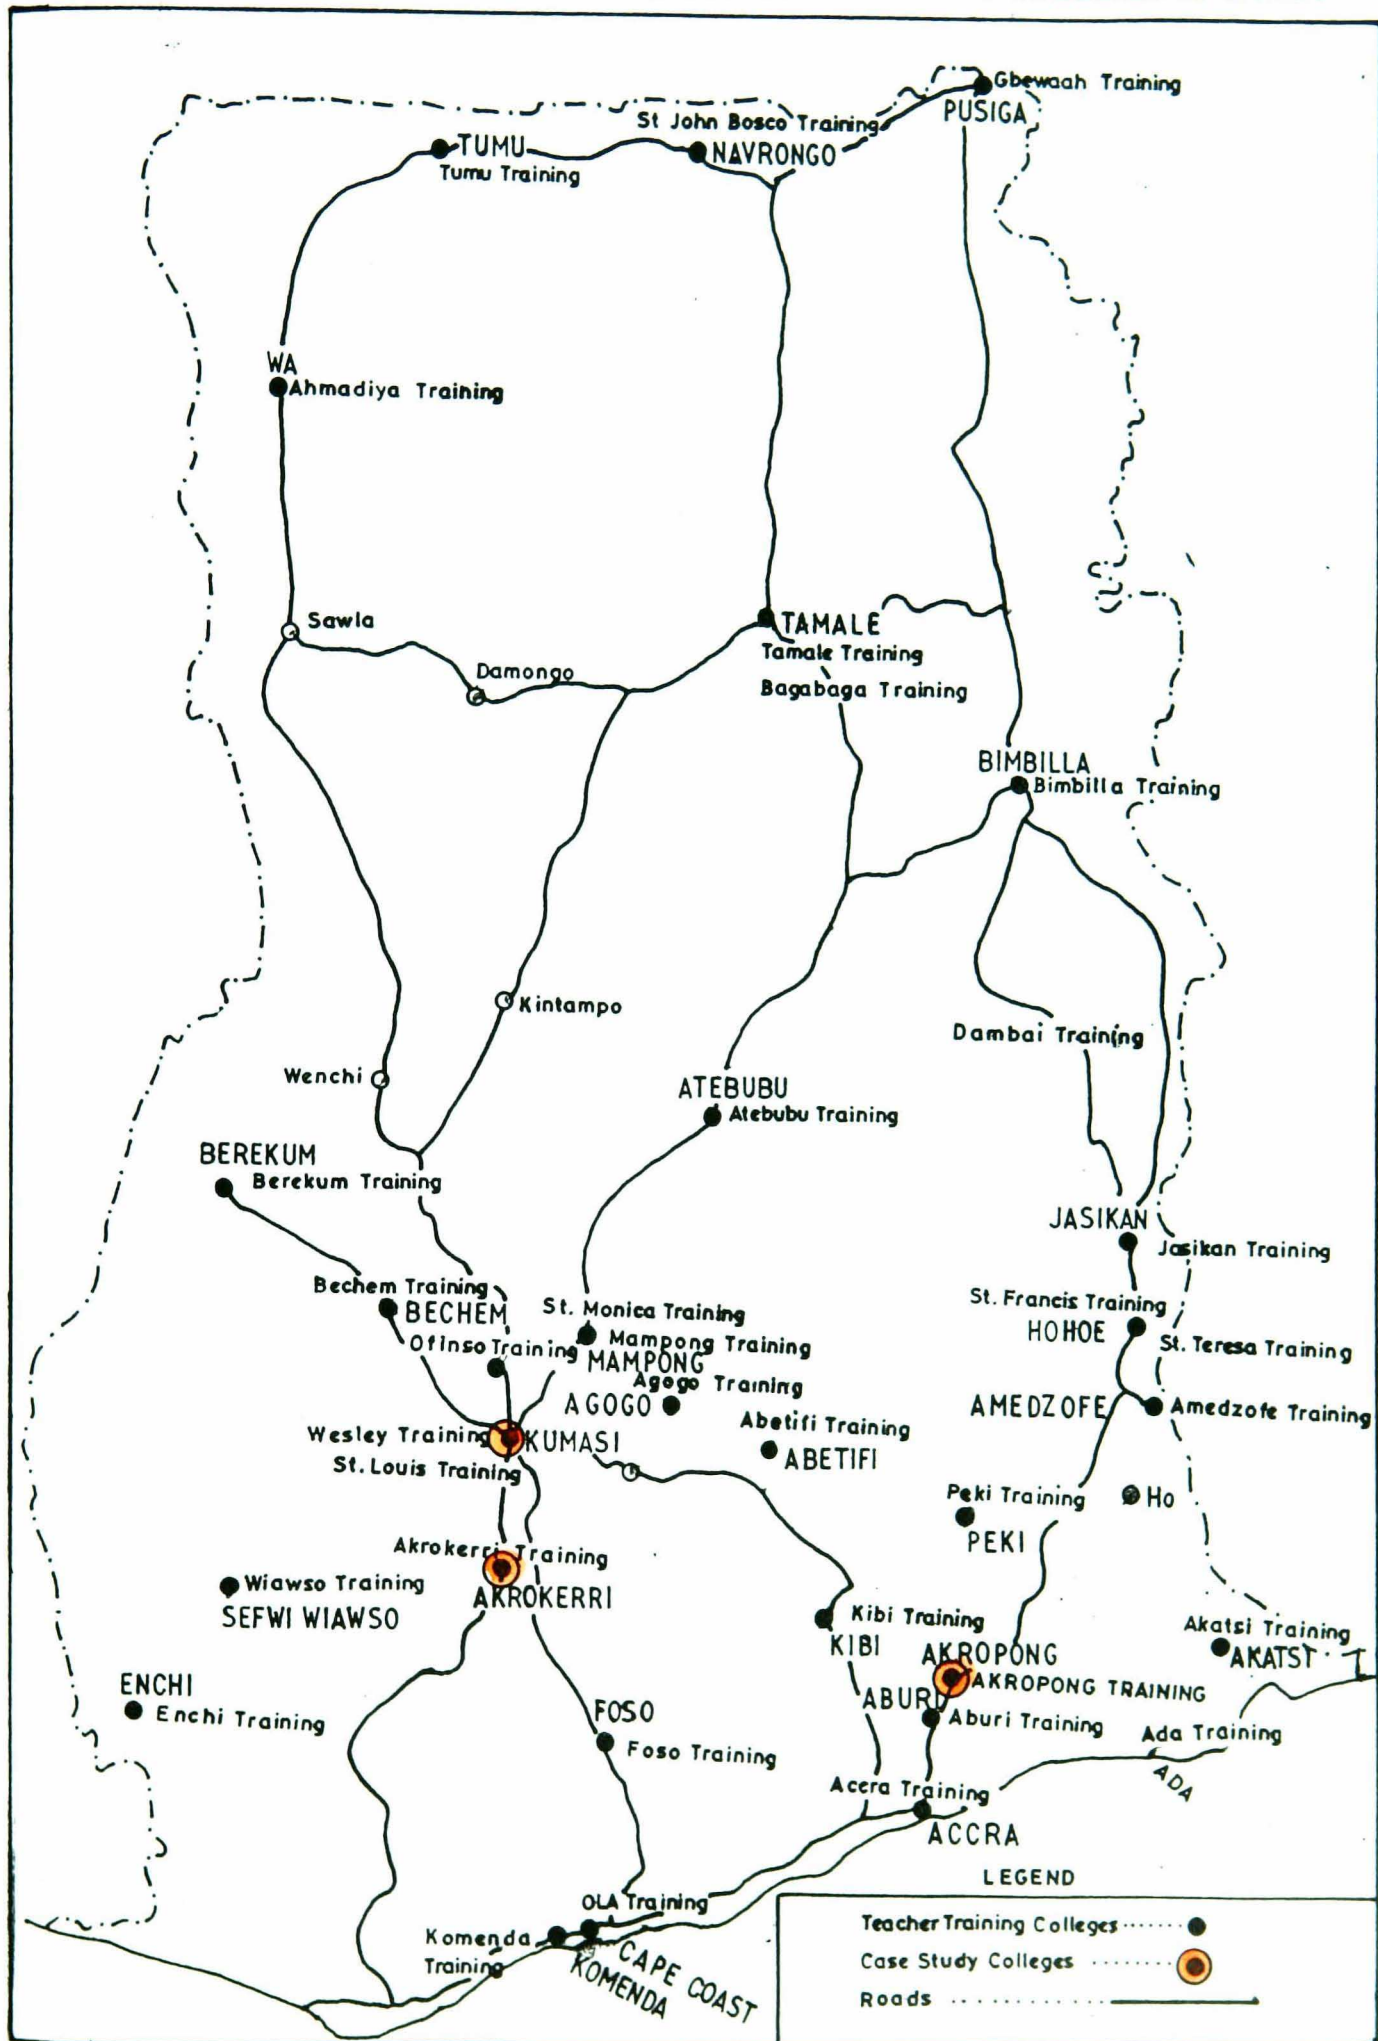 Gbewaah Training
PUSIGA
St John Bosco Training
NAVRONGO
TUMU
Tumu Training
WA
Ahmadiya Training
Sawla
Damongo
TAMALE
Tamale Training
Bagabaga Training
BIMBILLA
Bimbilla Training
Kintampo
Dambai Training
Wenchi
ATEBUBU
Atebubu Training
BEREKUM
Berekum Training
JASIKAN
Jasikan Training
Bechem Training
BECHEM
St. Monica Training
Mampong Training
MAMPONG
St. Francis Training
HOHOE
St. Teresa Training
Ofinso Training
Agogo Training
AGOGO
AMEDZOFE
Amedzofe Training
Abetifi Training
ABETIFI
Wesley Training
KUMASI
St. Louis Training
Peki Training
PEKI
Ho
Akrokerri Training
AKROKERRI
Wiawso Training
SEFWI WIAWSO
Kibi Training
KIBI
AKROPONG
AKROPONG TRAINING
Akatsi Training
AKATSI
ENCHI
Enchi Training
ABURI
Aburi Training
FOSO
Foso Training
Ada Training
ADA
Accra Training
ACCRA
OLA Training
CAPE COAST
Komenda
Training
KOMENDA
LEGEND
Teacher Training Colleges
Case Study Colleges
Roads